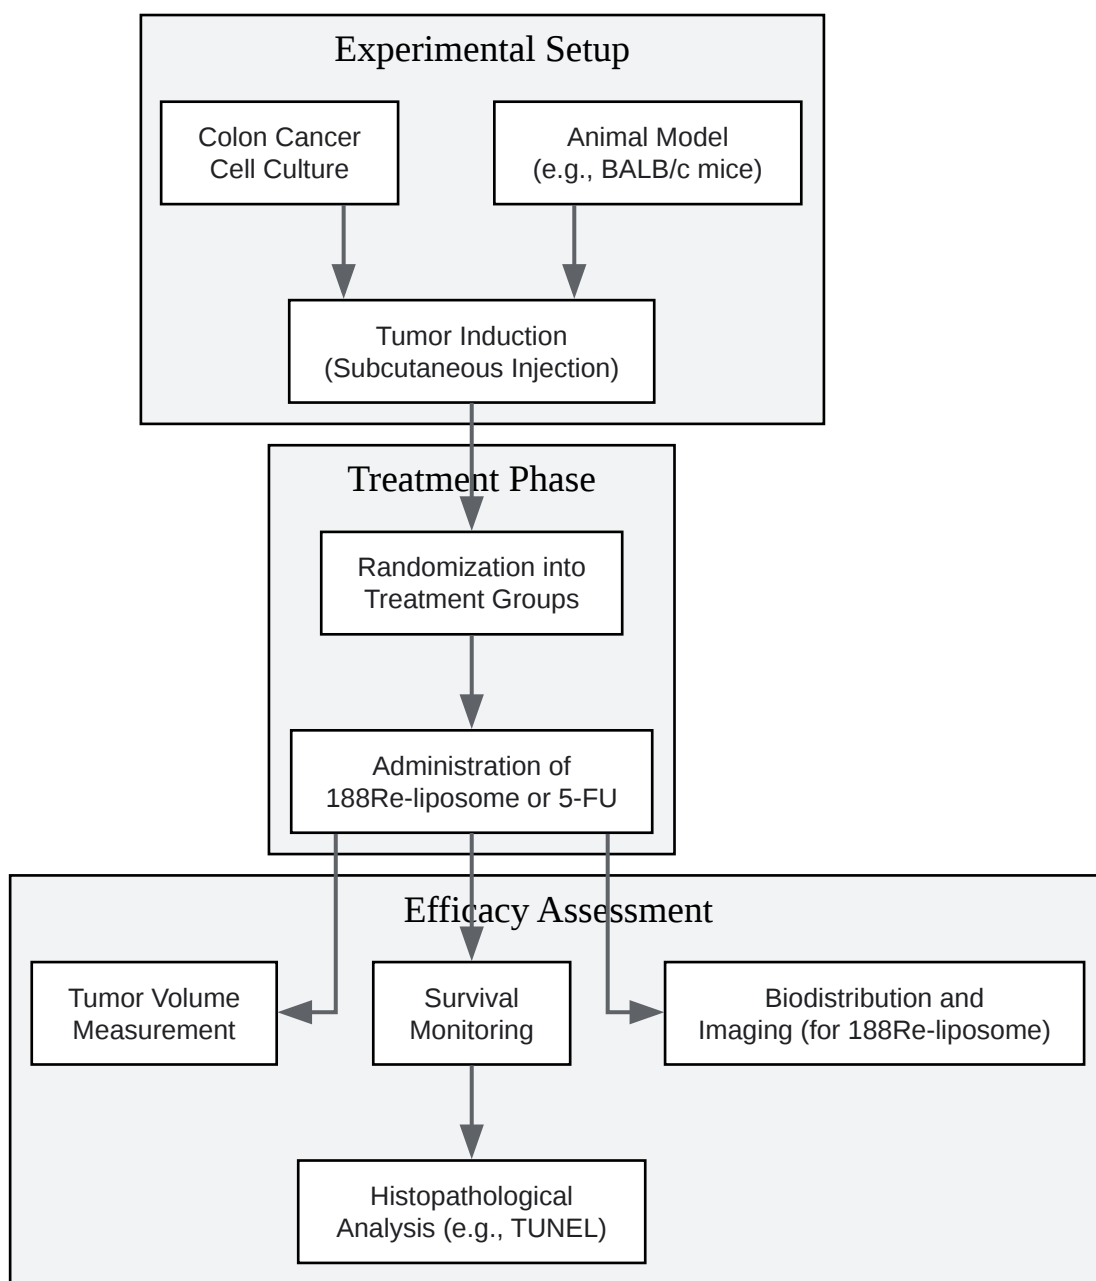 Experimental Setup
Colon Cancer
Cell Culture
Animal Model
(e.g., BALB/c mice)
Tumor Induction
(Subcutaneous Injection)
Treatment Phase
Randomization into
Treatment Groups
Administration of
188Re-liposome or 5-FU
Efficacy Assessment
Tumor Volume
Measurement
Survival
Monitoring
Biodistribution and
Imaging (for 188Re-liposome)
Histopathological
Analysis (e.g., TUNEL)